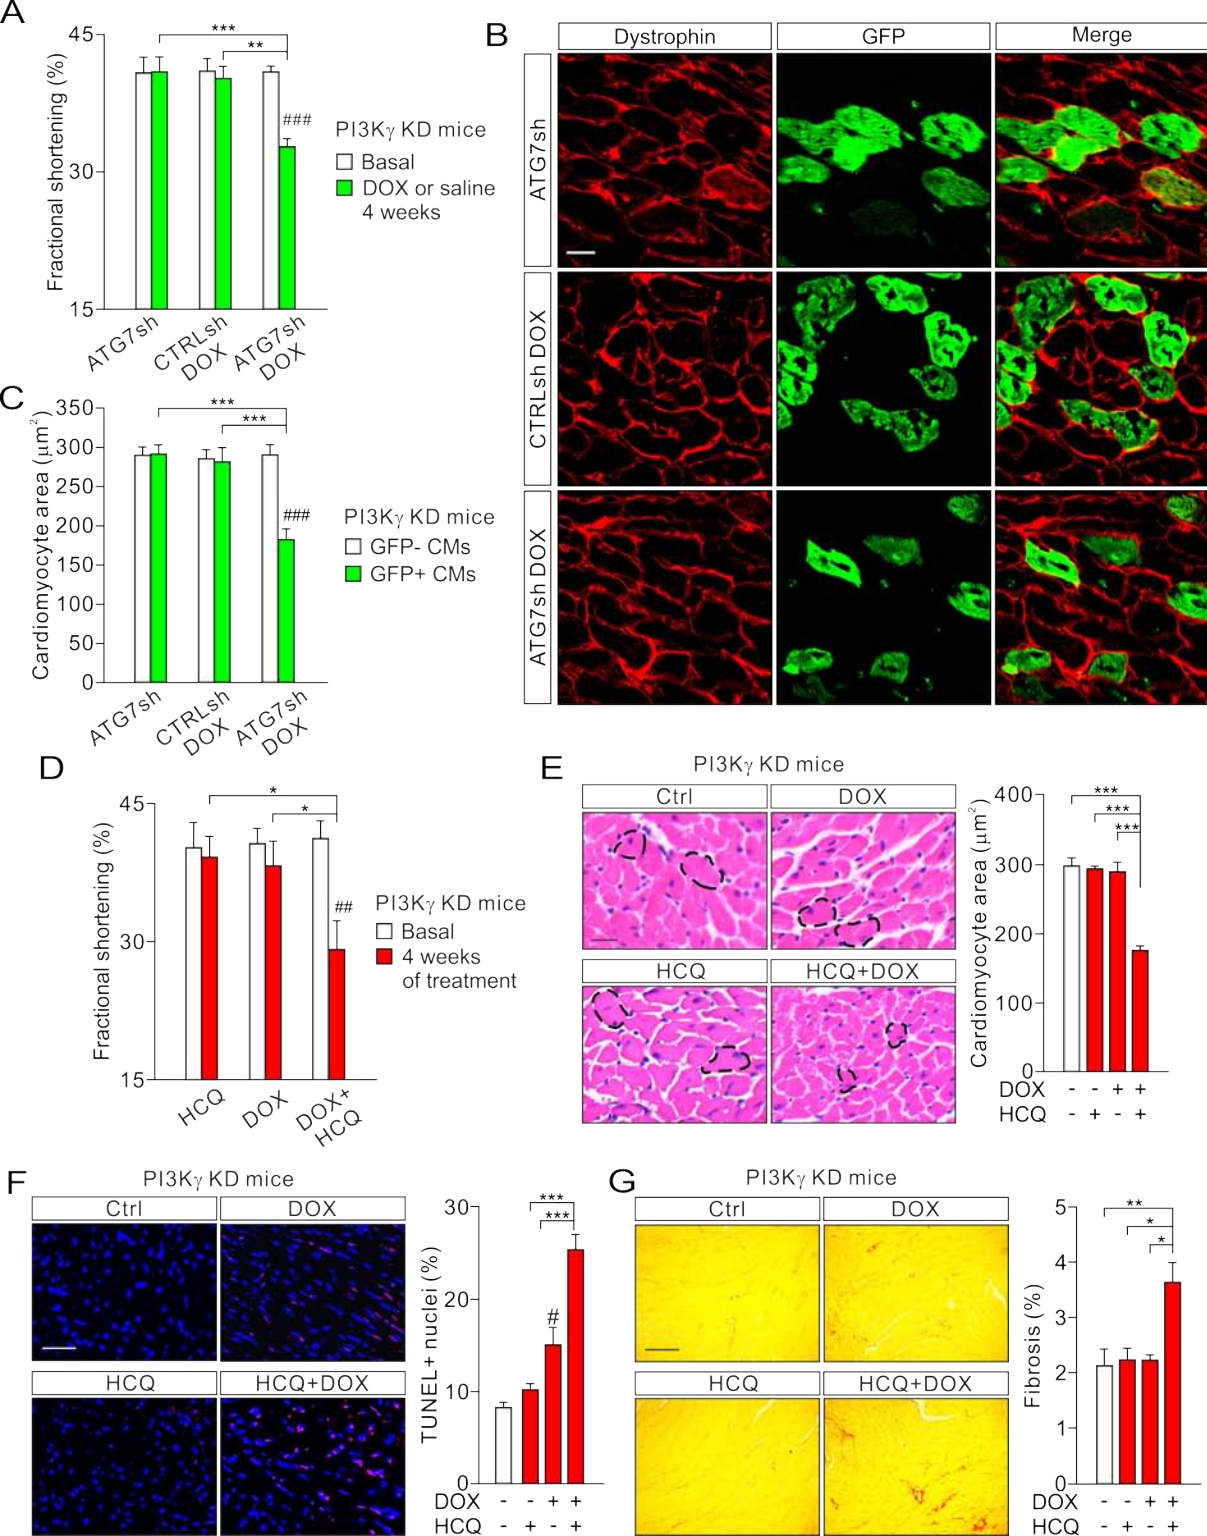 A
45
30
15
Fractional shortening (%)
***
**
###
PI3Kγ KD mice
Basal
DOX or saline
4 weeks
ATG7sh
CTRLsh
DOX
ATG7sh
DOX
B
Dystrophin
GFP
Merge
ATG7sh
CTRLsh DOX
ATG7sh DOX
C
350
300
250
200
150
100
50
0
Cardiomyocyte area (µm²)
***
***
###
PI3Kγ KD mice
GFP- CMs
GFP+ CMs
ATG7sh
CTRLsh
DOX
ATG7sh
DOX
D
45
30
15
Fractional shortening (%)
*
*
##
PI3Kγ KD mice
Basal
4 weeks
of treatment
HCQ
DOX
DOX+
HCQ
E
PI3Kγ KD mice
Ctrl
DOX
HCQ
HCQ+DOX
400
300
200
100
0
Cardiomyocyte area (µm²)
***
***
***
DOX - - + +
HCQ - + - +
F
PI3Kγ KD mice
Ctrl
DOX
HCQ
HCQ+DOX
30
20
10
0
TUNEL+ nuclei (%)
***
***
#
DOX - - + +
HCQ - + - +
G
PI3Kγ KD mice
Ctrl
DOX
HCQ
HCQ+DOX
5
4
3
2
1
0
Fibrosis (%)
**
*
*
DOX - - + +
HCQ - + - +